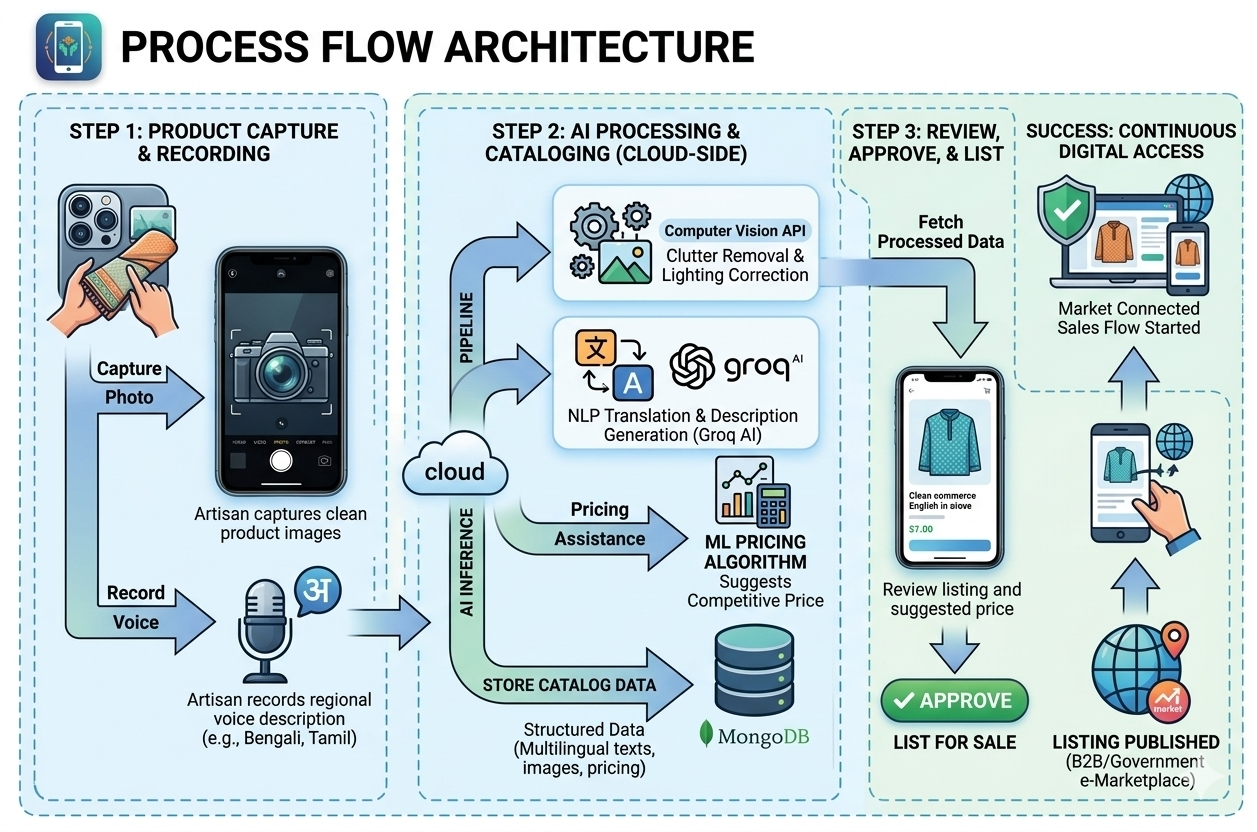 PROCESS FLOW ARCHITECTURE
STEP 1: PRODUCT CAPTURE
& RECORDING
Capture
Photo
Artisan captures clean
product images
Record
Voice
अ
Artisan records regional
voice description
(e.g., Bengali, Tamil)
STEP 2: AI PROCESSING &
CATALOGING (CLOUD-SIDE)
PIPELINE
Computer Vision API
Clutter Removal &
Lighting Correction
文
A
groq AI
NLP Translation & Description
Generation (Groq AI)
cloud
AI INFERENCE
Pricing
Assistance
ML PRICING
ALGORITHM
Suggests
Competitive Price
STORE CATALOG DATA
Structured Data
(Multilingual texts,
images, pricing)
MongoDB
STEP 3: REVIEW,
APPROVE, & LIST
Fetch
Processed Data
Clean commerce
English in
$7.00
Review listing and
suggested price
APPROVE
LIST FOR SALE
SUCCESS: CONTINUOUS
DIGITAL ACCESS
Market Connected
Sales Flow Started
market
LISTING PUBLISHED
(B2B/Government
e-Marketplace)